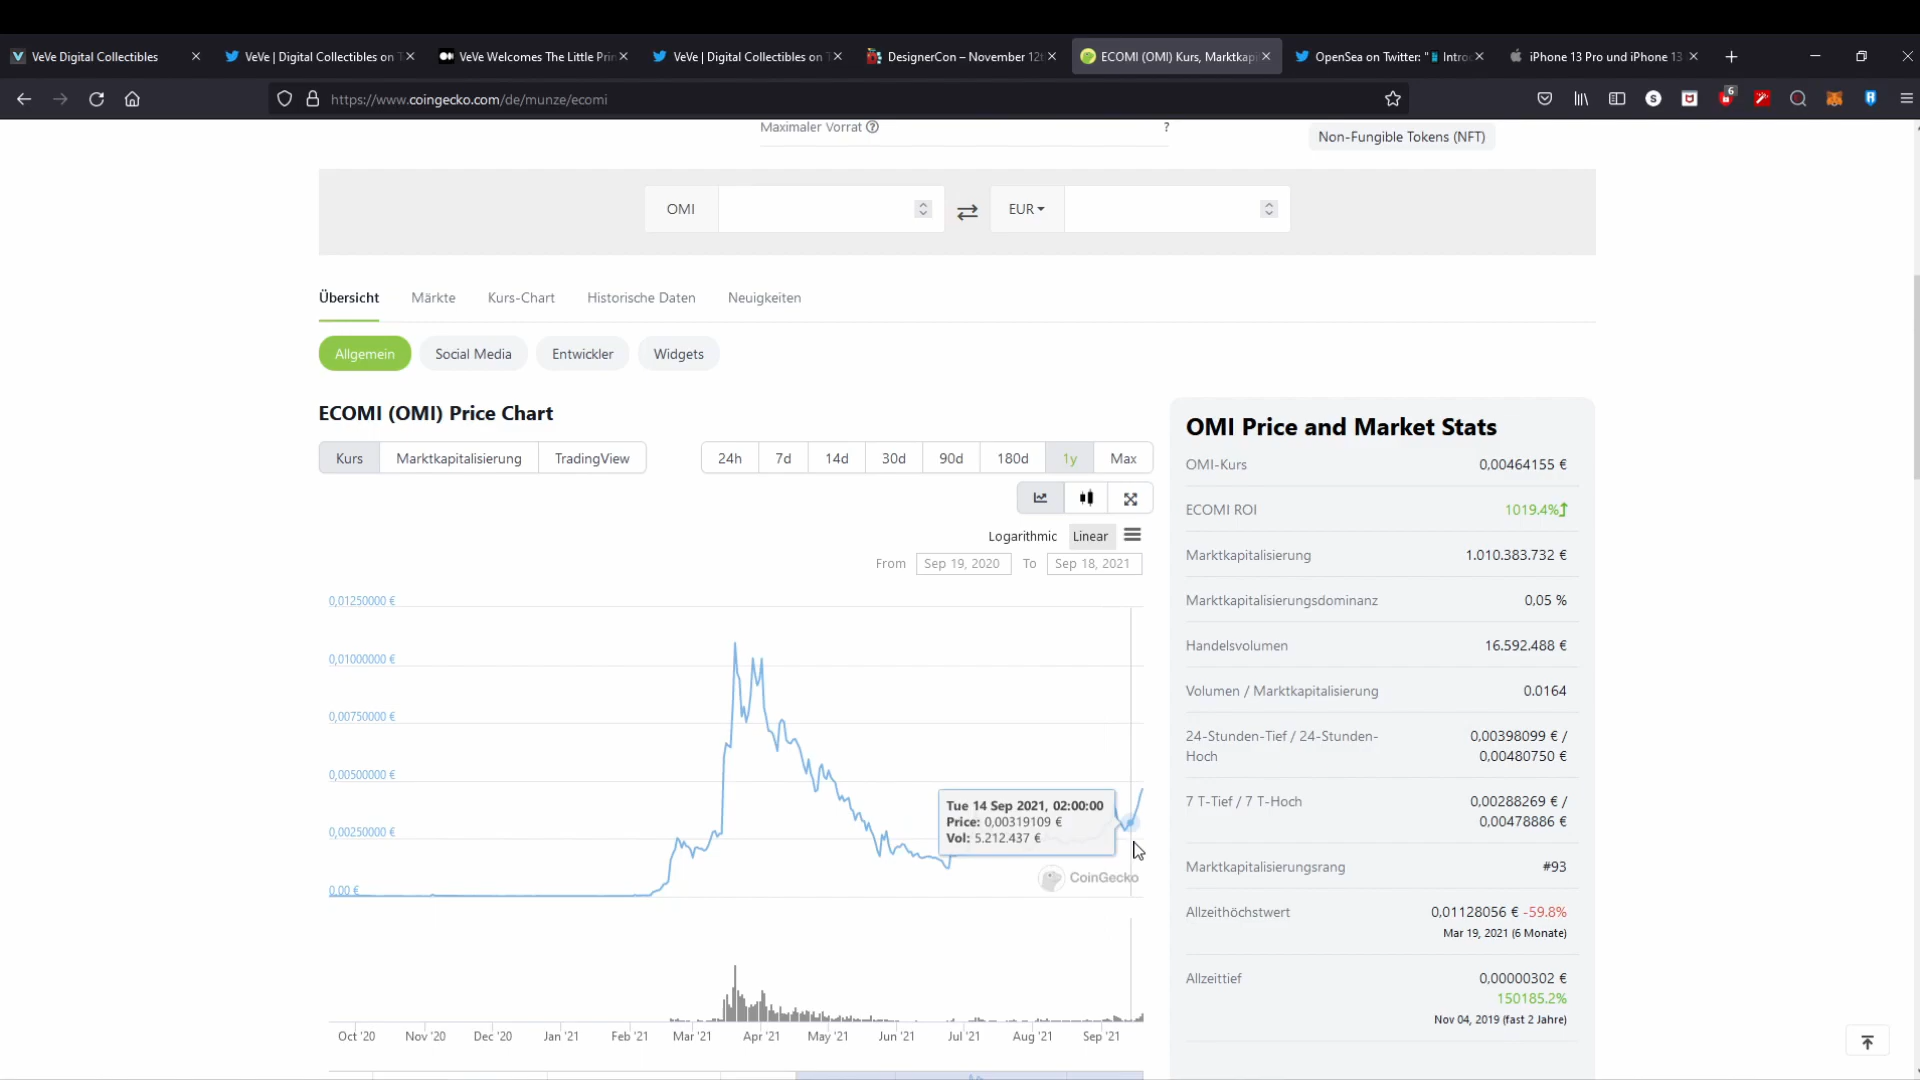 VeVe Digital Collectibles
VeVe | Digital Collectibles on T
VeVe Welcomes The Little Prin
VeVe | Digital Collectibles on T
DesignerCon – November 12t
ECOMI (OMI) Kurs, Marktkapi
OpenSea on Twitter: " Intro
iPhone 13 Pro und iPhone 13
https://www.coingecko.com/de/munze/ecomi
6
Maximaler Vorrat
?
Non-Fungible Tokens (NFT)
OMI
EUR
Übersicht
Märkte
Kurs-Chart
Historische Daten
Neuigkeiten
Allgemein
Social Media
Entwickler
Widgets
ECOMI (OMI) Price Chart
Kurs
Marktkapitalisierung
TradingView
24h
7d
14d
30d
90d
180d
1y
Max
Logarithmic
Linear
From
Sep 19, 2020
To
Sep 18, 2021
0,01250000 €
0,01000000 €
0,00750000 €
0,00500000 €
0,00250000 €
0,00 €
Tue 14 Sep 2021, 02:00:00
Price: 0,00319109 €
Vol: 5.212.437 €
CoinGecko
Oct '20
Nov '20
Dec '20
Jan '21
Feb '21
Mar '21
Apr '21
May '21
Jun '21
Jul '21
Aug '21
Sep '21
OMI Price and Market Stats
OMI-Kurs
0,00464155 €
ECOMI ROI
1019.4%
Marktkapitalisierung
1.010.383.732 €
Marktkapitalisierungsdominanz
0,05 %
Handelsvolumen
16.592.488 €
Volumen / Marktkapitalisierung
0.0164
24-Stunden-Tief / 24-Stunden-
Hoch
0,00398099 € /
0,00480750 €
7 T-Tief / 7 T-Hoch
0,00288269 € /
0,00478886 €
Marktkapitalisierungsrang
#93
Allzeithöchstwert
0,01128056 € -59.8%
Mar 19, 2021 (6 Monate)
Allzeittief
0,00000302 €
150185.2%
Nov 04, 2019 (fast 2 Jahre)